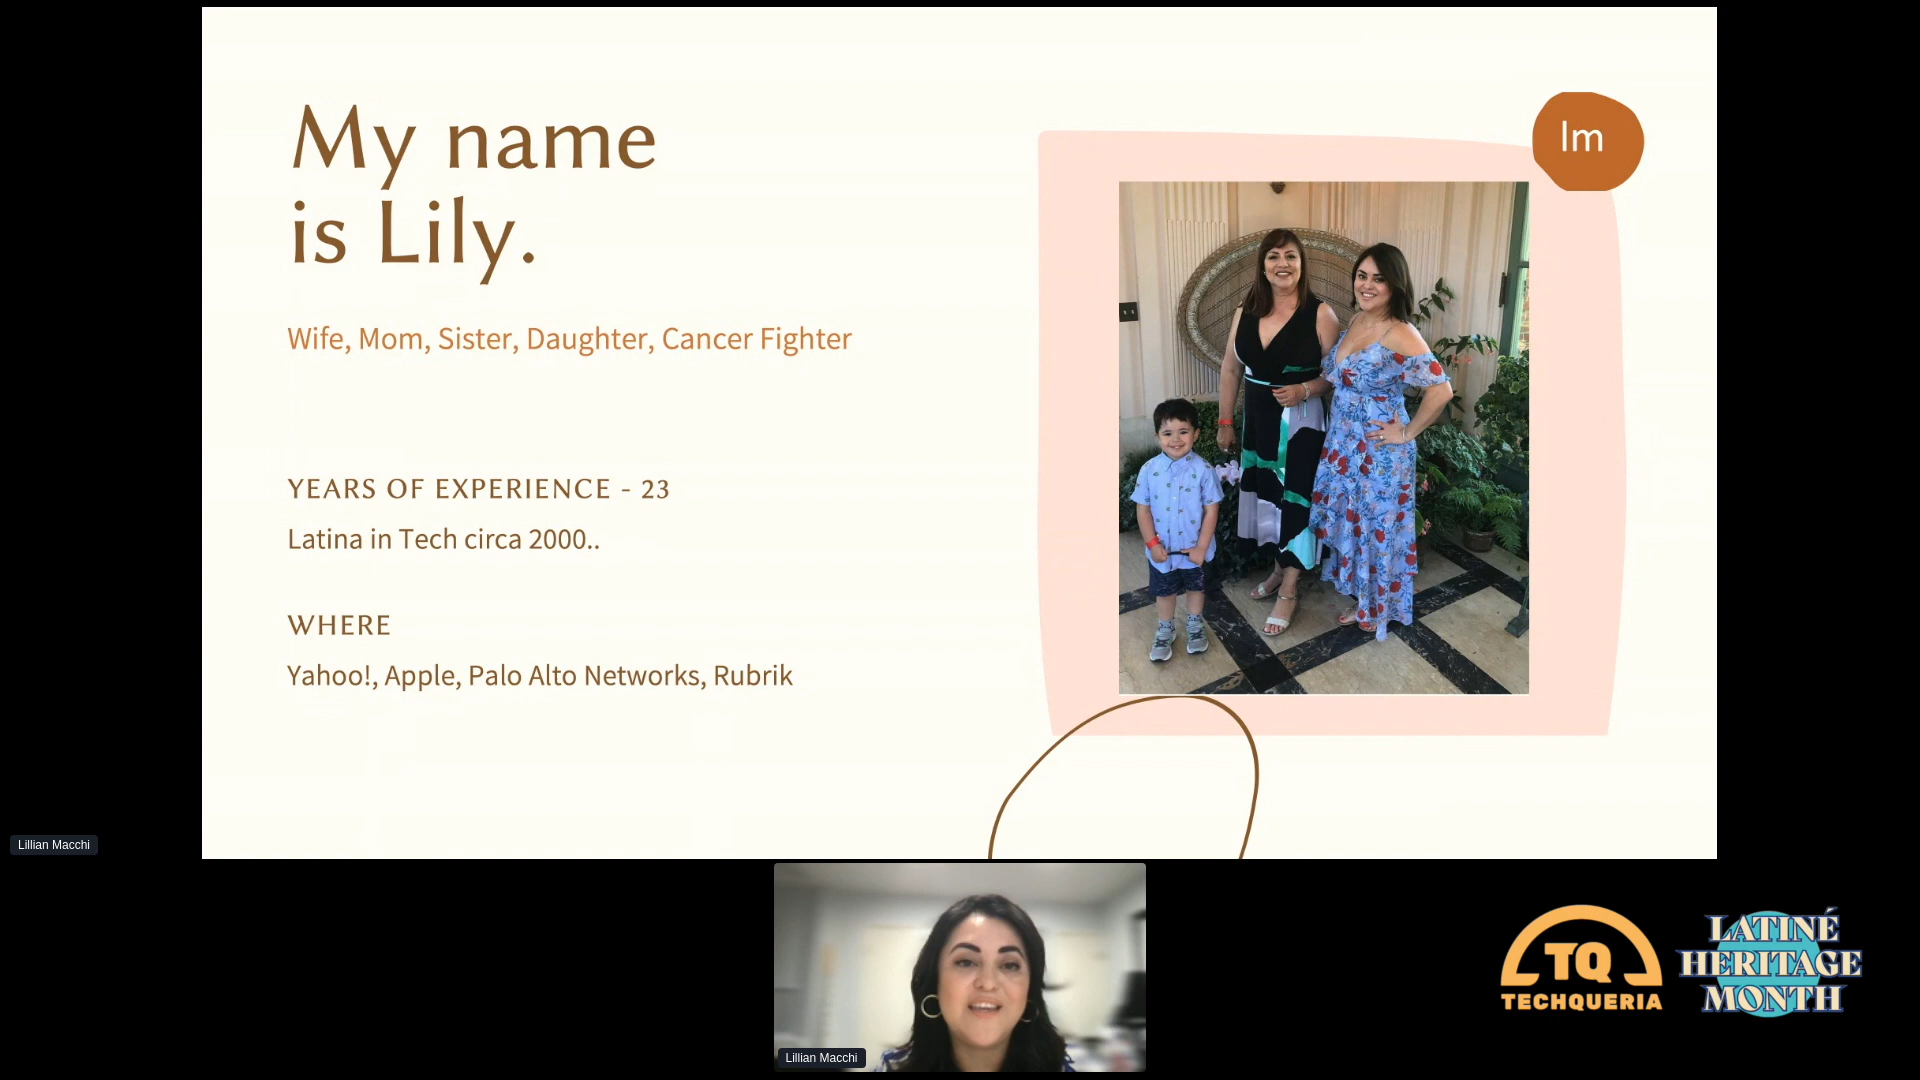 My name
is Lily.
Wife, Mom, Sister, Daughter, Cancer Fighter
YEARS OF EXPERIENCE - 23
Latina in Tech circa 2000..
WHERE
Yahoo!, Apple, Palo Alto Networks, Rubrik
lm
Lillian Macchi
Lillian Macchi
TQ
TECHQUERIA
LATINÉ
HERITAGE
MONTH